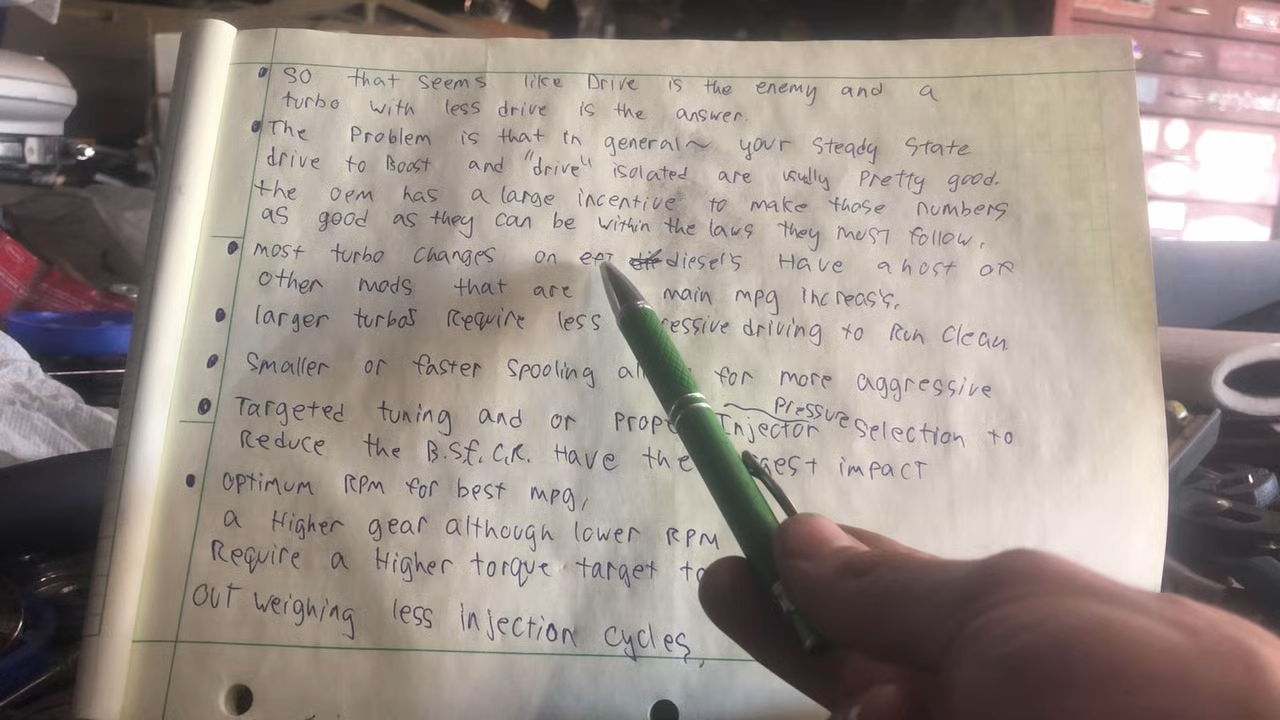 SO that seems like Drive is the enemy and a
turbo with less drive is the answer.
The Problem is that in general~ your Steady State
drive to Boost and "drive" isolated are usully Pretty good.
the oem has a large incentive to make those numbers
as good as they can be within the laws they must follow.
most turbo changes on diesel's Have a host of
other mods that are main mpg Increas's.
larger turbos Require less driving to Run Clean
Smaller or faster spooling for more aggressive
Pressure
Targeted tuning and or Injector Selection to
Reduce the B.S.F.C.R. Have the impact
OPTIMUM RPM for best mpg,
a Higher gear although lower RPM
Require a Higher torque target
Out weighing less injection cycles,